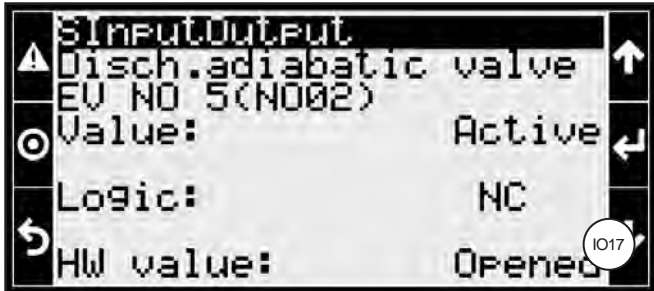 SInputOutput
Disch.adiabatic valve
EV NO 5(NO02)
Value: Active
Logic: NC
HW value: Opened
IO17